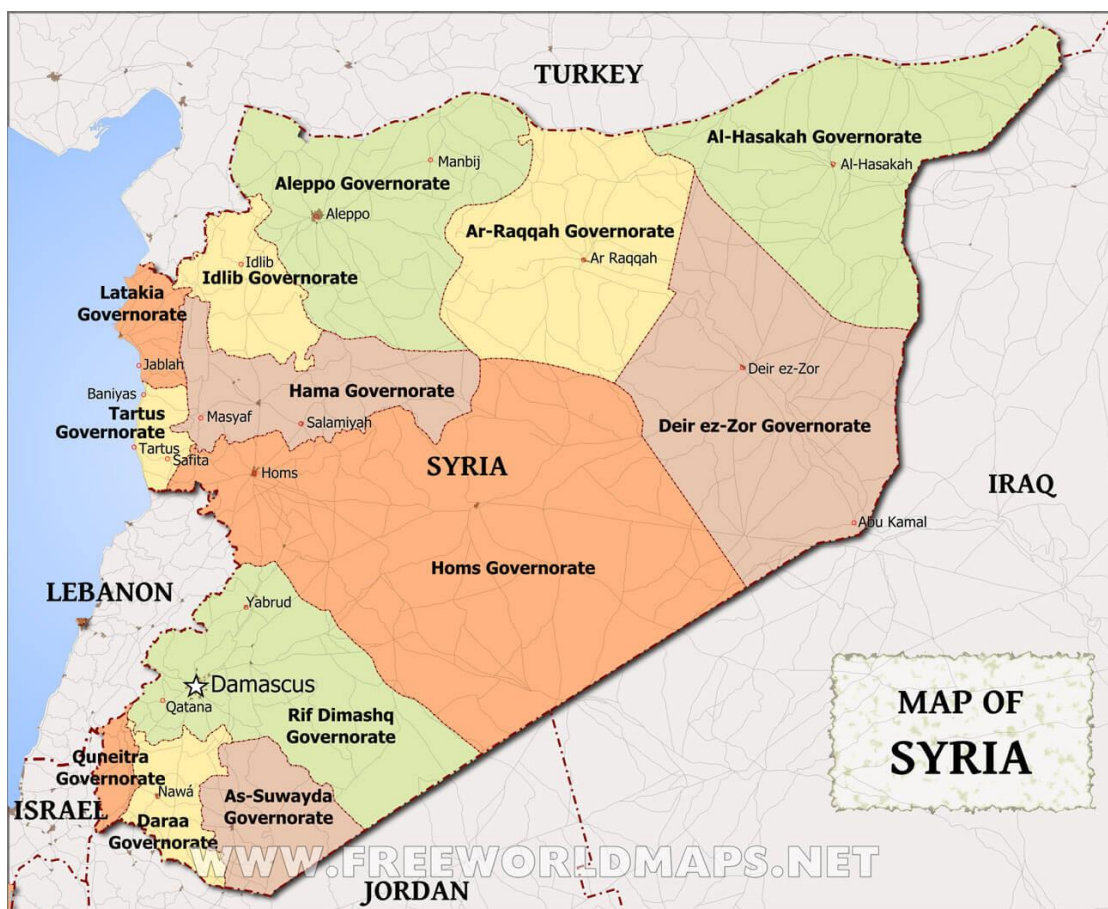 TURKEY
Al-Hasakah Governorate
Al-Hasakah
Manbij
Aleppo Governorate
Aleppo
Ar-Raqqah Governorate
Ar Raqqah
Idlib
Idlib Governorate
Latakia
Governorate
Jablah
Deir ez-Zor
Baniyas
Hama Governorate
Tartus
Governorate
Masyaf
Salamiyah
Deir ez-Zor Governorate
Tartus
Safita
Homs
SYRIA
IRAQ
Abu Kamal
Homs Governorate
LEBANON
Yabrud
Damascus
Qatana
Rif Dimashq
Governorate
MAP OF
SYRIA
Quneitra
Governorate
Nawá
ISRAEL
As-Suwayda
Governorate
Daraa
Governorate
WWW.FREEWORLDMAPS.NET
JORDAN